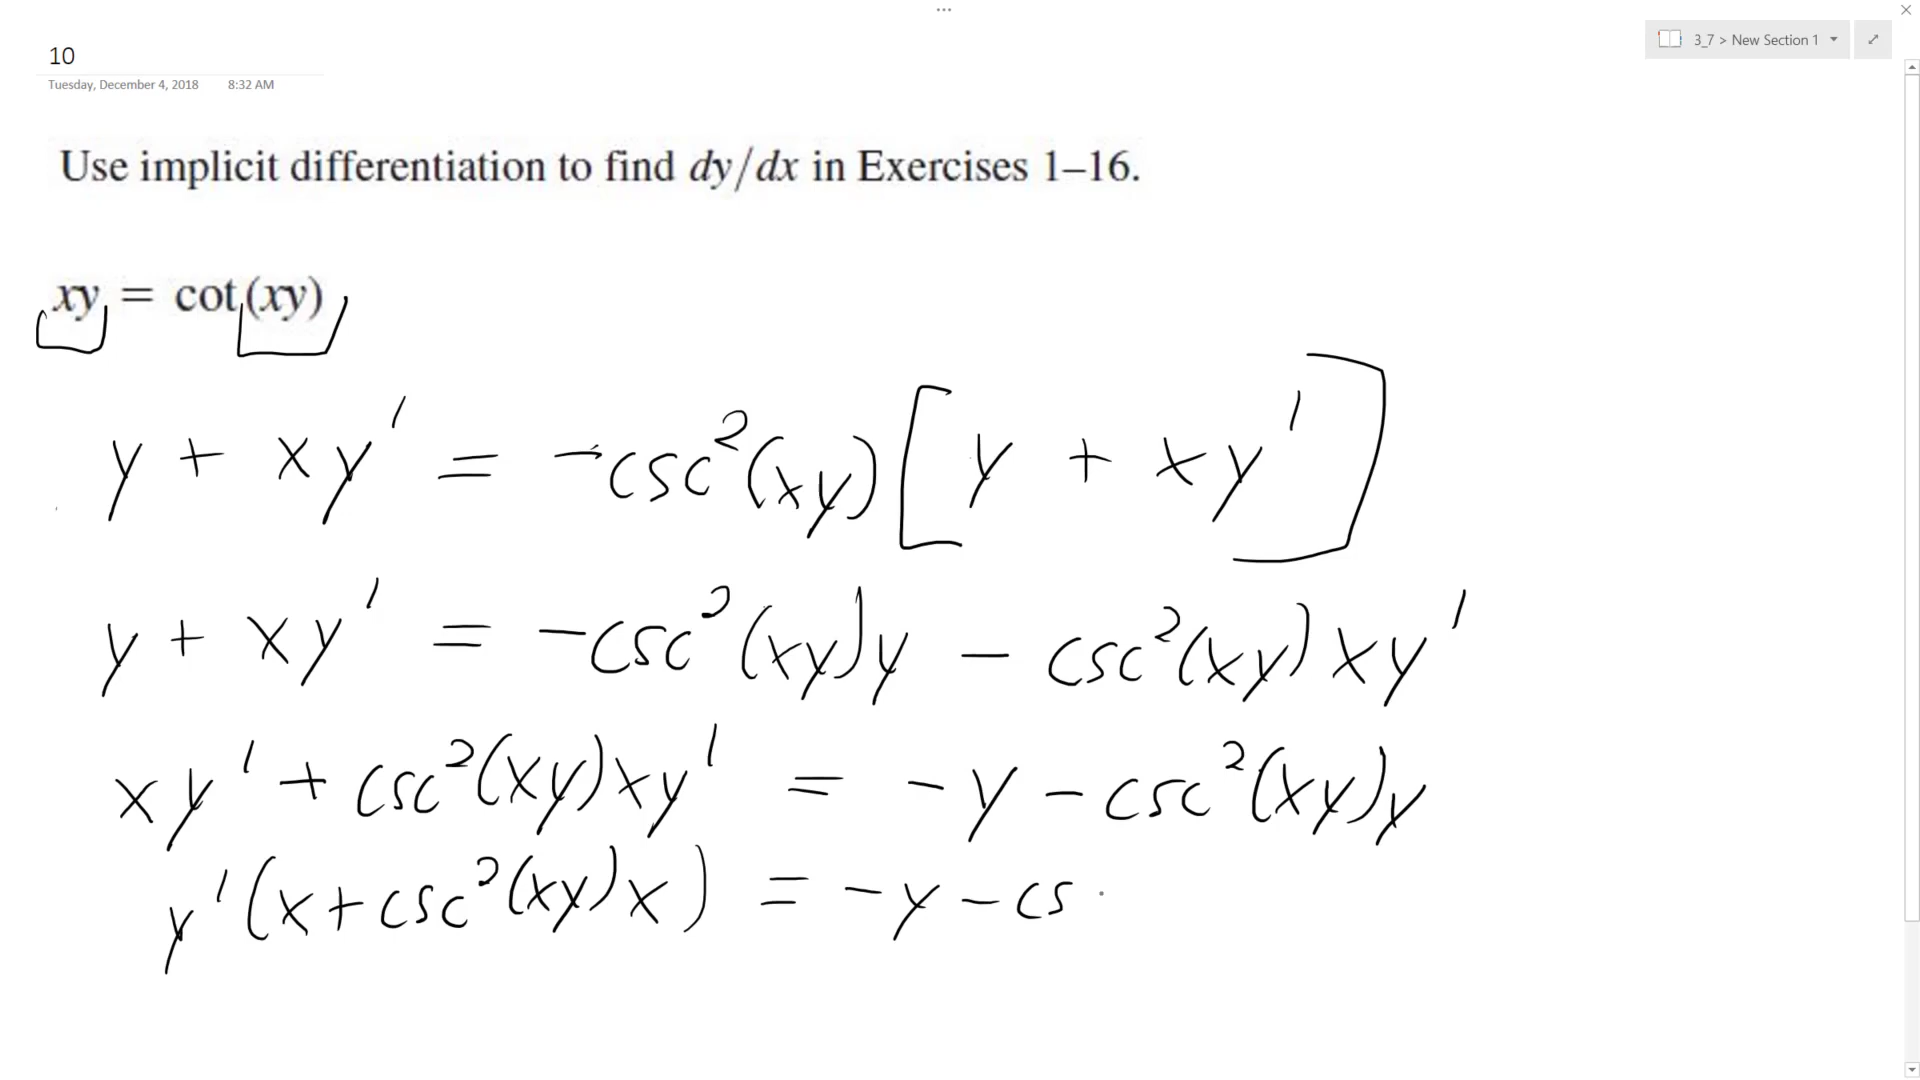 ...
3_7 > New Section 1
10
Tuesday, December 4, 2018 8:32 AM
Use implicit differentiation to find dy/dx in Exercises 1–16.
xy = cot(xy)
y + xy' = -csc²(xy)[y + xy']
y + xy' = -csc²(xy)y - csc²(xy)xy'
xy' + csc²(xy)xy' = -y - csc²(xy)y
y'(x+csc²(xy)x) = -y - cs